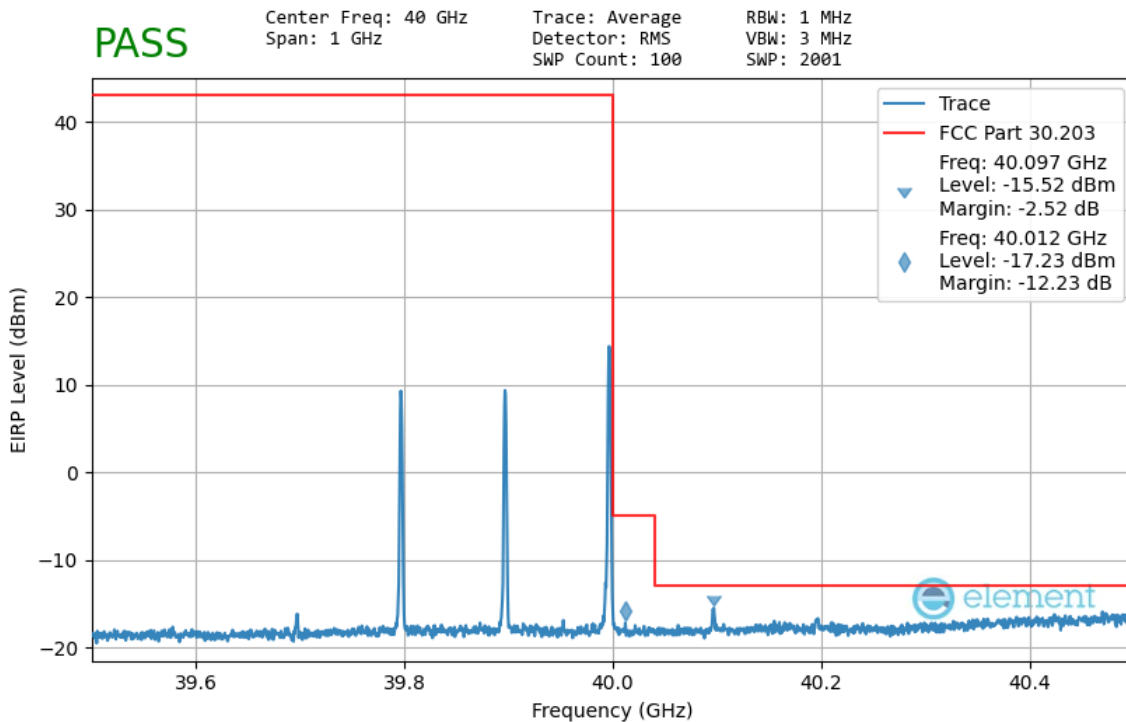 PASS
Center Freq: 40 GHz
Span: 1 GHz
Trace: Average
Detector: RMS
SWP Count: 100
RBW: 1 MHz
VBW: 3 MHz
SWP: 2001
Trace
FCC Part 30.203
Freq: 40.097 GHz
Level: -15.52 dBm
Margin: -2.52 dB
Freq: 40.012 GHz
Level: -17.23 dBm
Margin: -12.23 dB
EIRP Level (dBm)
40
30
20
10
0
−10
−20
element
39.6
39.8
40.0
40.2
40.4
Frequency (GHz)